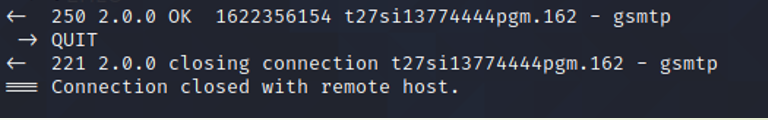 <-  250 2.0.0 OK  1622356154 t27si13774444pgm.162 - gsmtp
 -> QUIT
<-  221 2.0.0 closing connection t27si13774444pgm.162 - gsmtp
=== Connection closed with remote host.